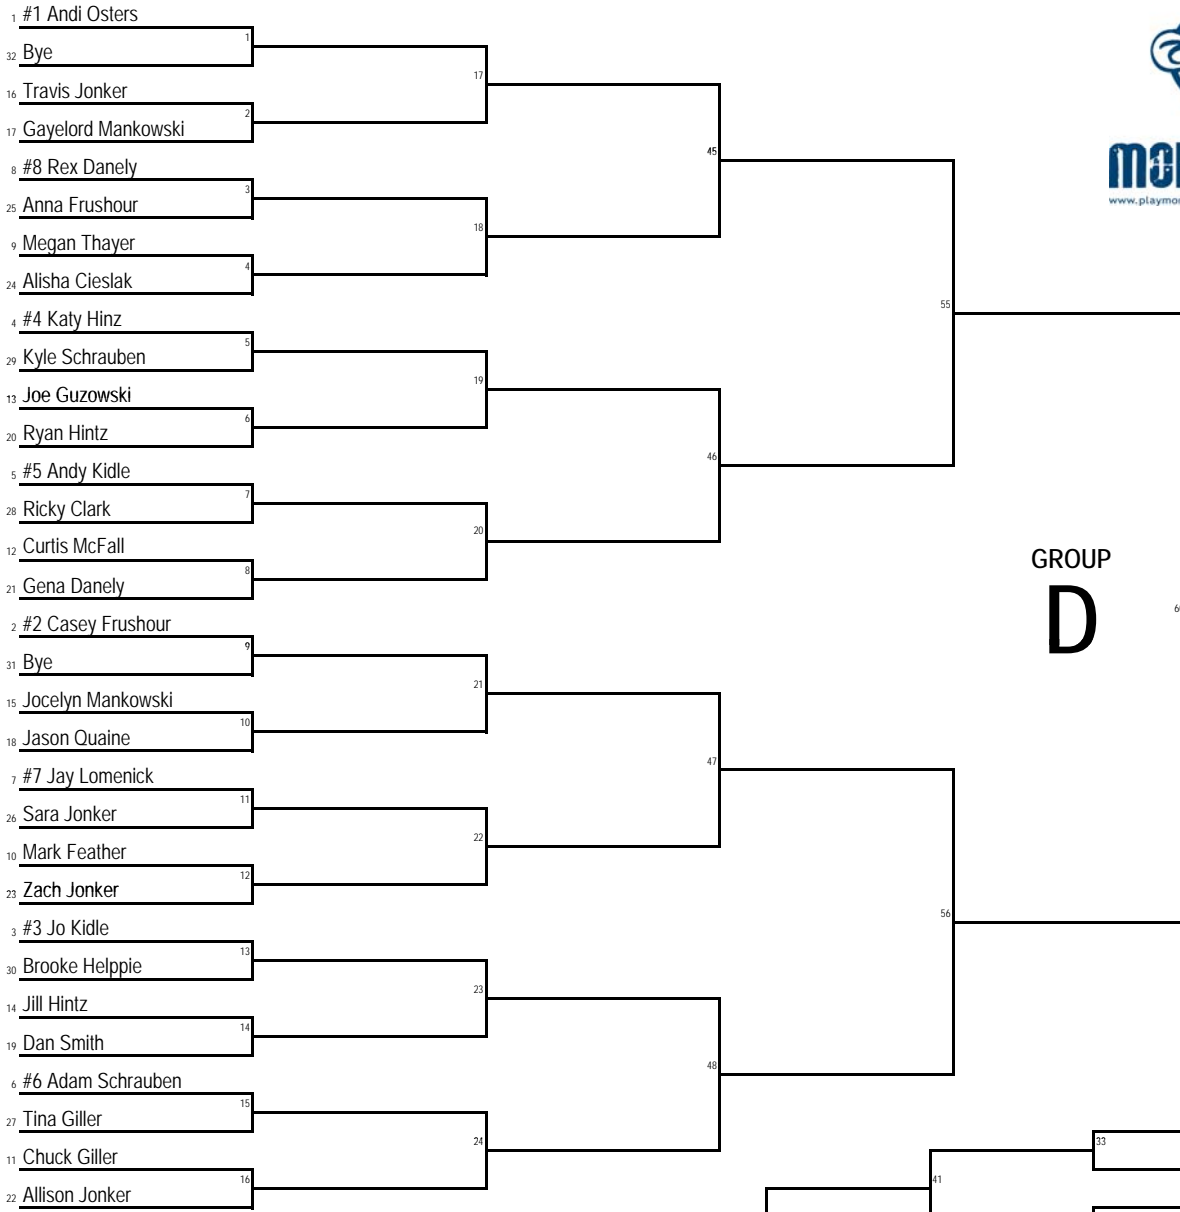 1 #1 Andi Osters
1
32 Bye
17
16 Travis Jonker
2
17 Gayelord Mankowski
45
8 #8 Rex Danely
3
25 Anna Frushour
18
9 Megan Thayer
4
24 Alisha Cieslak
55
4 #4 Katy Hinz
5
29 Kyle Schrauben
19
13 Joe Guzowski
6
20 Ryan Hintz
46
5 #5 Andy Kidle
7
28 Ricky Clark
20
12 Curtis McFall
8
21 Gena Danely
GROUP
D
2 #2 Casey Frushour
9
31 Bye
21
15 Jocelyn Mankowski
10
18 Jason Quaine
47
7 #7 Jay Lomenick
11
26 Sara Jonker
22
10 Mark Feather
12
23 Zach Jonker
56
3 #3 Jo Kidle
13
30 Brooke Helppie
23
14 Jill Hintz
14
19 Dan Smith
48
6 #6 Adam Schrauben
15
27 Tina Giller
24
33
11 Chuck Giller
16
41
22 Allison Jonker
www.playmo